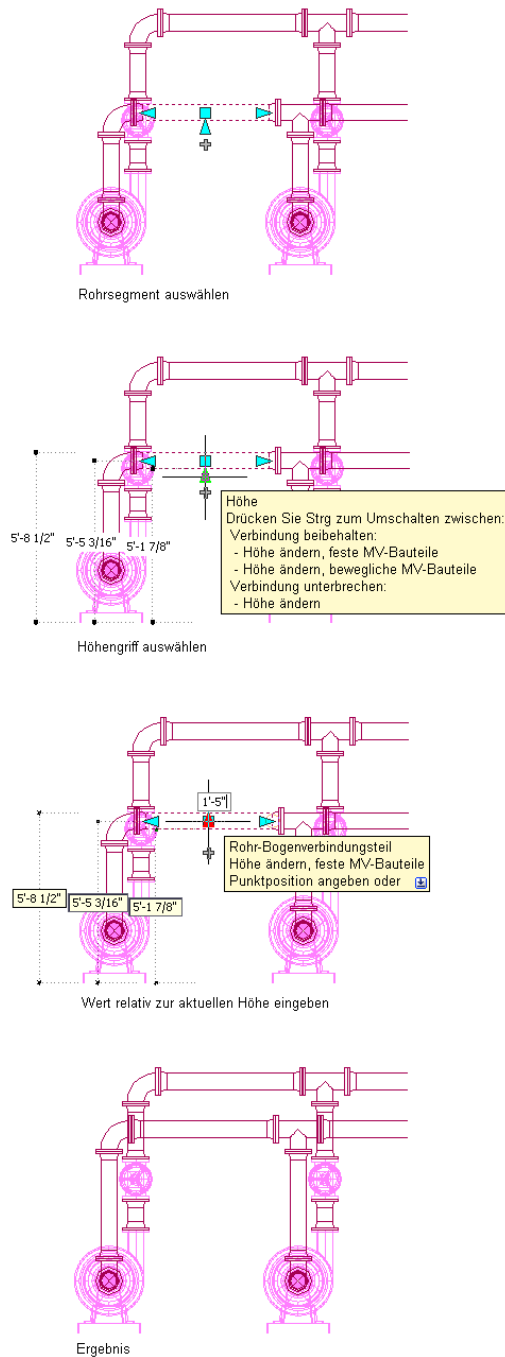 Rohrsegment auswählen
5'-8 1/2"
5'-5 3/16"
5'-1 7/8"
Höhe
Drücken Sie Strg zum Umschalten zwischen:
Verbindung beibehalten:
- Höhe ändern, feste MV-Bauteile
- Höhe ändern, bewegliche MV-Bauteile
Verbindung unterbrechen:
- Höhe ändern
Höhengriff auswählen
1'-5"
Rohr-Bogenverbindungsteil
Höhe ändern, feste MV-Bauteile
Punktposition angeben oder
5'-8 1/2"
5'-5 3/16"
5'-1 7/8"
Wert relativ zur aktuellen Höhe eingeben
Ergebnis